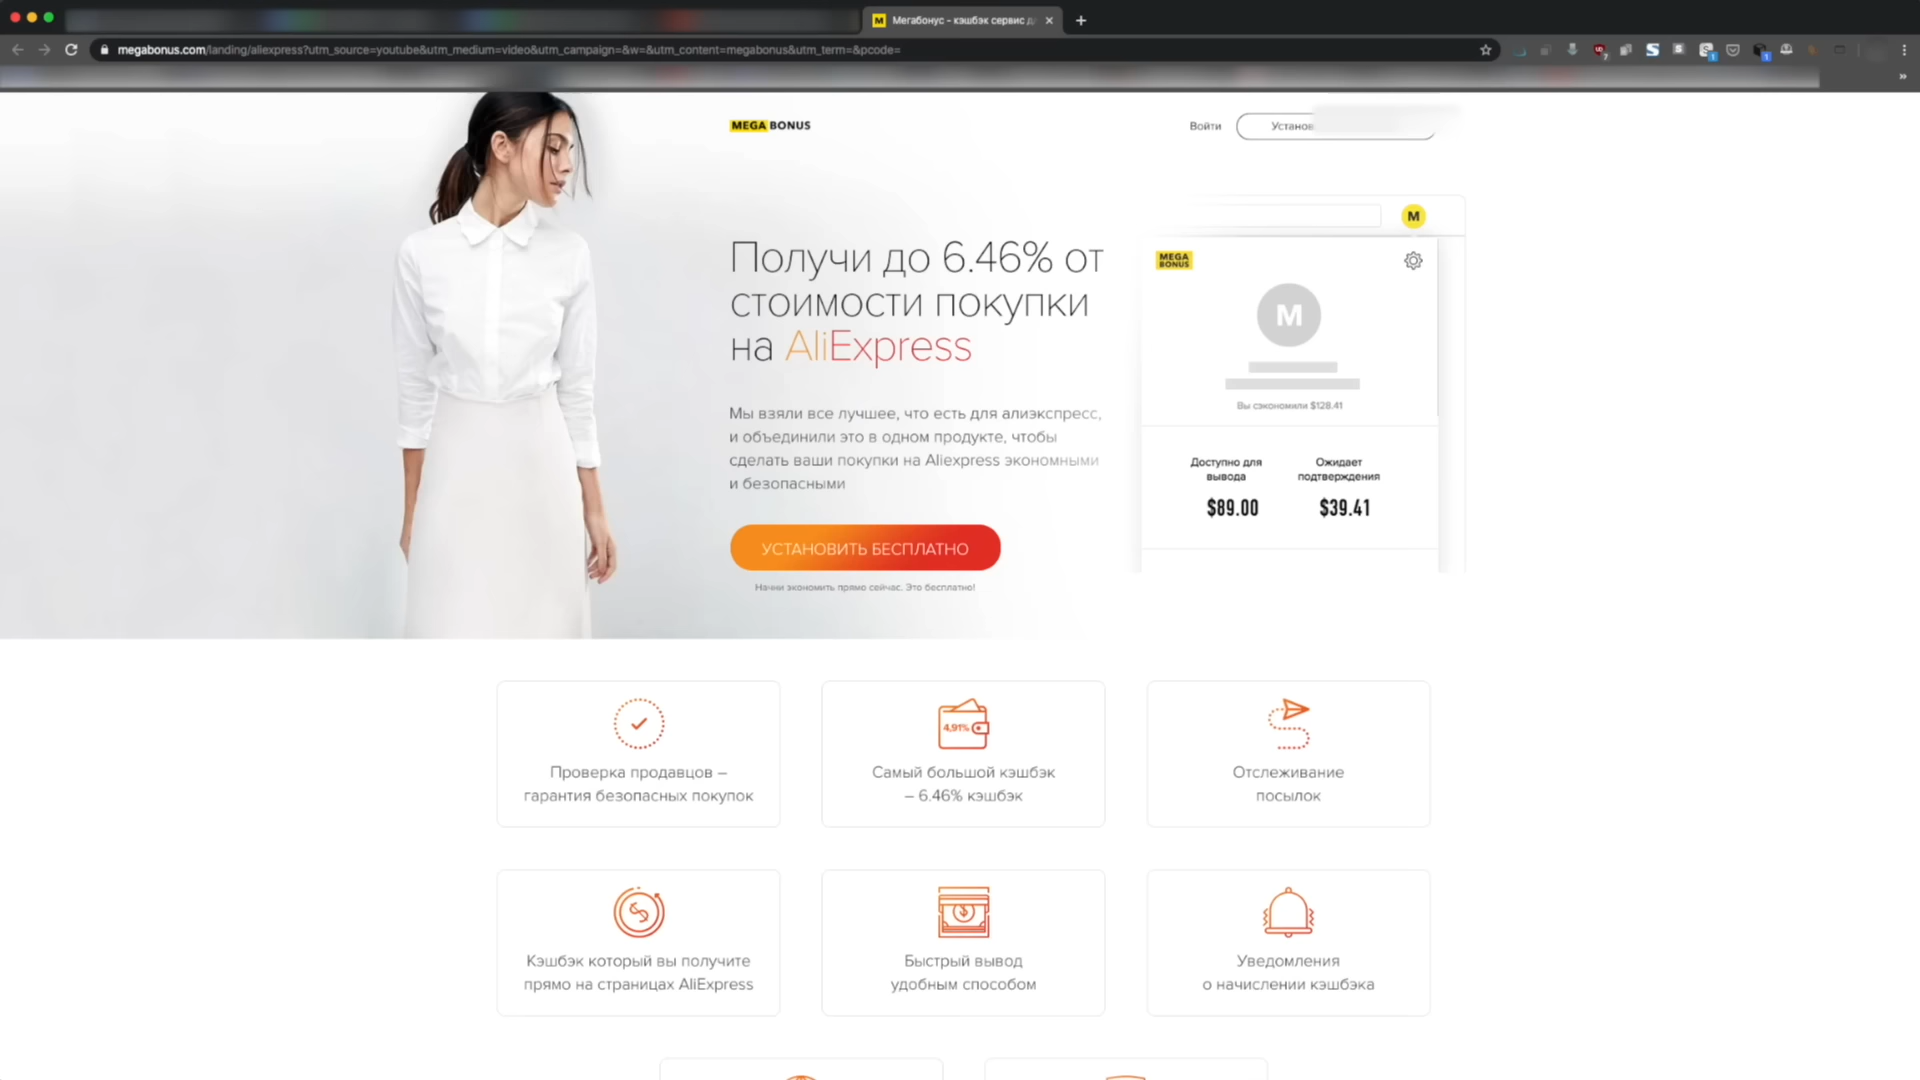 Мегабонус - кэшбэк сервис д
megabonus.com/landing/aliexpress?utm_source=youtube&utm_medium=video&utm_campaign=&w=&utm_content=megabonus&utm_term=&pcode=
MEGA BONUS
Войти
M
Получи до 6.46% от
стоимости покупки
на AliExpress
MEGA
BONUS
M
Вы сэкономили $128.41
Мы взяли все лучшее, что есть для алиэкспресс,
и объединили это в одном продукте, чтобы
сделать ваши покупки на Aliexpress экономными
и безопасными
Доступно для
вывода
$89.00
Ожидает
подтверждения
$39.41
УСТАНОВИТЬ БЕСПЛАТНО
Начни экономить прямо сейчас. Это бесплатно!
Проверка продавцов –
гарантия безопасных покупок
4,91%
Самый большой кэшбэк
– 6.46% кэшбэк
Отслеживание
посылок
Кэшбэк который вы получите
прямо на страницах AliExpress
Быстрый вывод
удобным способом
Уведомления
о начислении кэшбэка